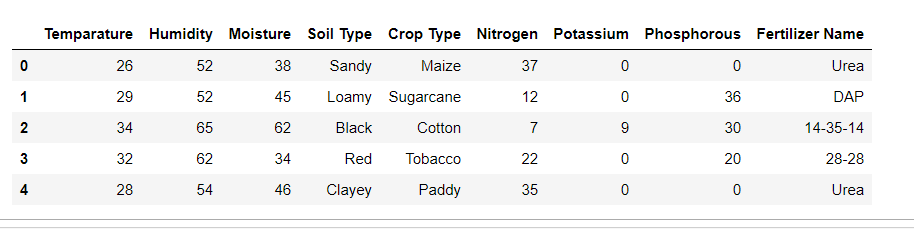 Temparature Humidity Moisture Soil Type Crop Type Nitrogen Potassium Phosphorous Fertilizer Name
0 26 52 38 Sandy Maize 37 0 0 Urea
1 29 52 45 Loamy Sugarcane 12 0 36 DAP
2 34 65 62 Black Cotton 7 9 30 14-35-14
3 32 62 34 Red Tobacco 22 0 20 28-28
4 28 54 46 Clayey Paddy 35 0 0 Urea